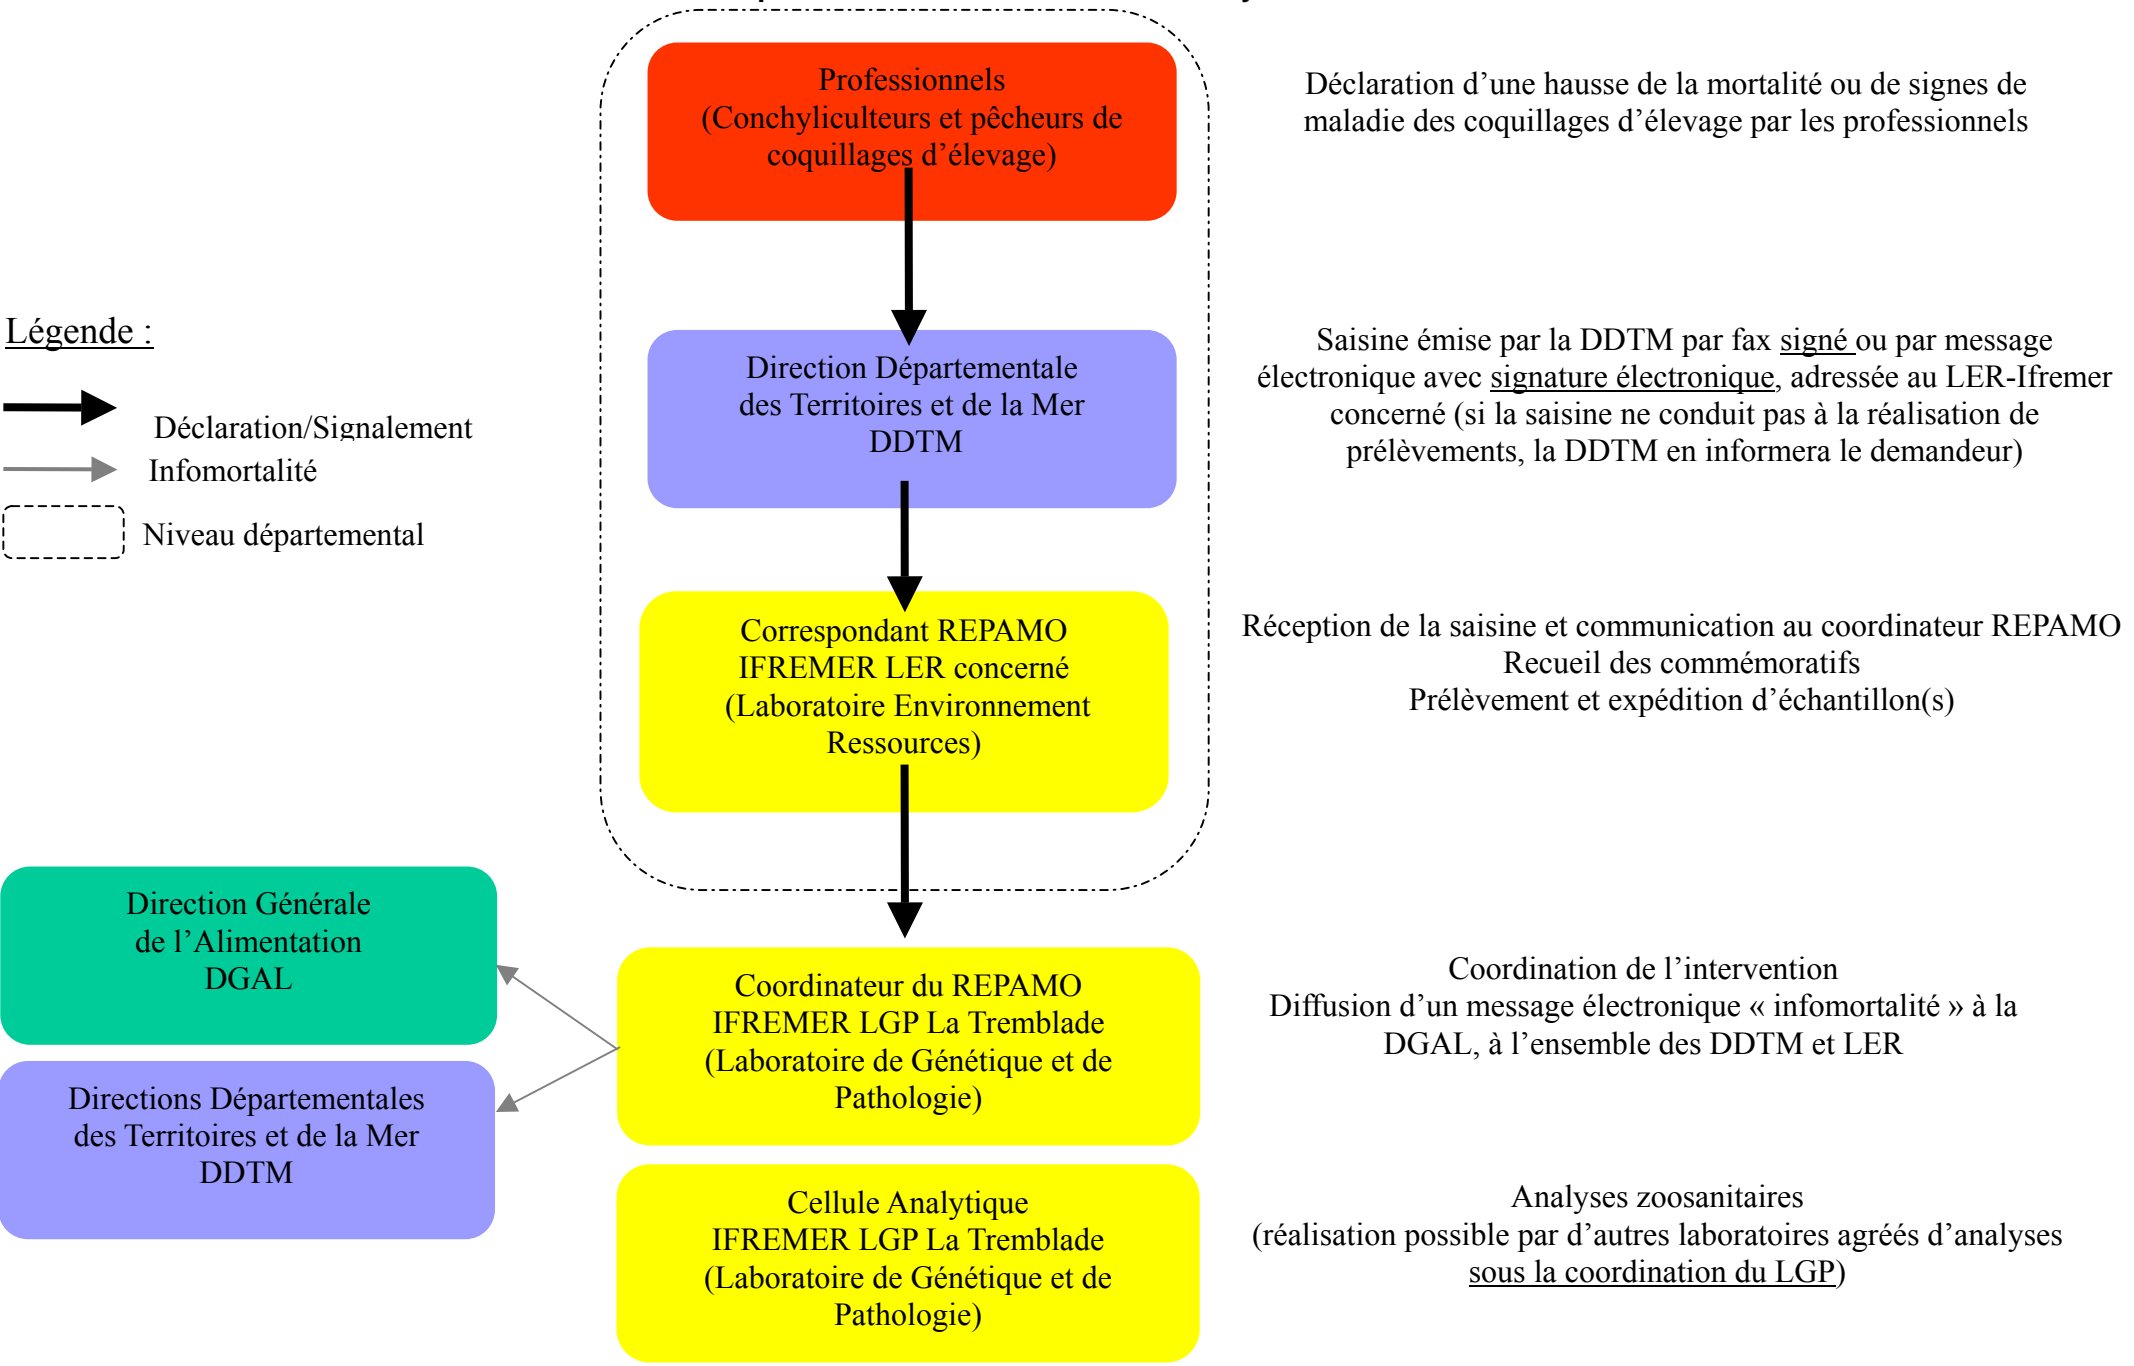 Professionnels
(Conchyliculteurs et pêcheurs de
coquillages d'élevage)
Déclaration d'une hausse de la mortalité ou de signes de
maladie des coquillages d'élevage par les professionnels
Légende :
Déclaration/Signalement
Infomortalité
Niveau départemental
Direction Départementale
des Territoires et de la Mer
DDTM
Saisine émise par la DDTM par fax signé ou par message
électronique avec signature électronique, adressée au LER-Ifremer
concerné (si la saisine ne conduit pas à la réalisation de
prélèvements, la DDTM en informera le demandeur)
Correspondant REPAMO
IFREMER LER concerné
(Laboratoire Environnement
Ressources)
Réception de la saisine et communication au coordinateur REPAMO
Recueil des commémoratifs
Prélèvement et expédition d'échantillon(s)
Direction Générale
de l'Alimentation
DGAL
Directions Départementales
des Territoires et de la Mer
DDTM
Coordinateur du REPAMO
IFREMER LGP La Tremblade
(Laboratoire de Génétique et de
Pathologie)
Coordination de l'intervention
Diffusion d'un message électronique « infomortalité » à la
DGAL, à l'ensemble des DDTM et LER
Cellule Analytique
IFREMER LGP La Tremblade
(Laboratoire de Génétique et de
Pathologie)
Analyses zoosanitaires
(réalisation possible par d'autres laboratoires agréés d'analyses
sous la coordination du LGP)